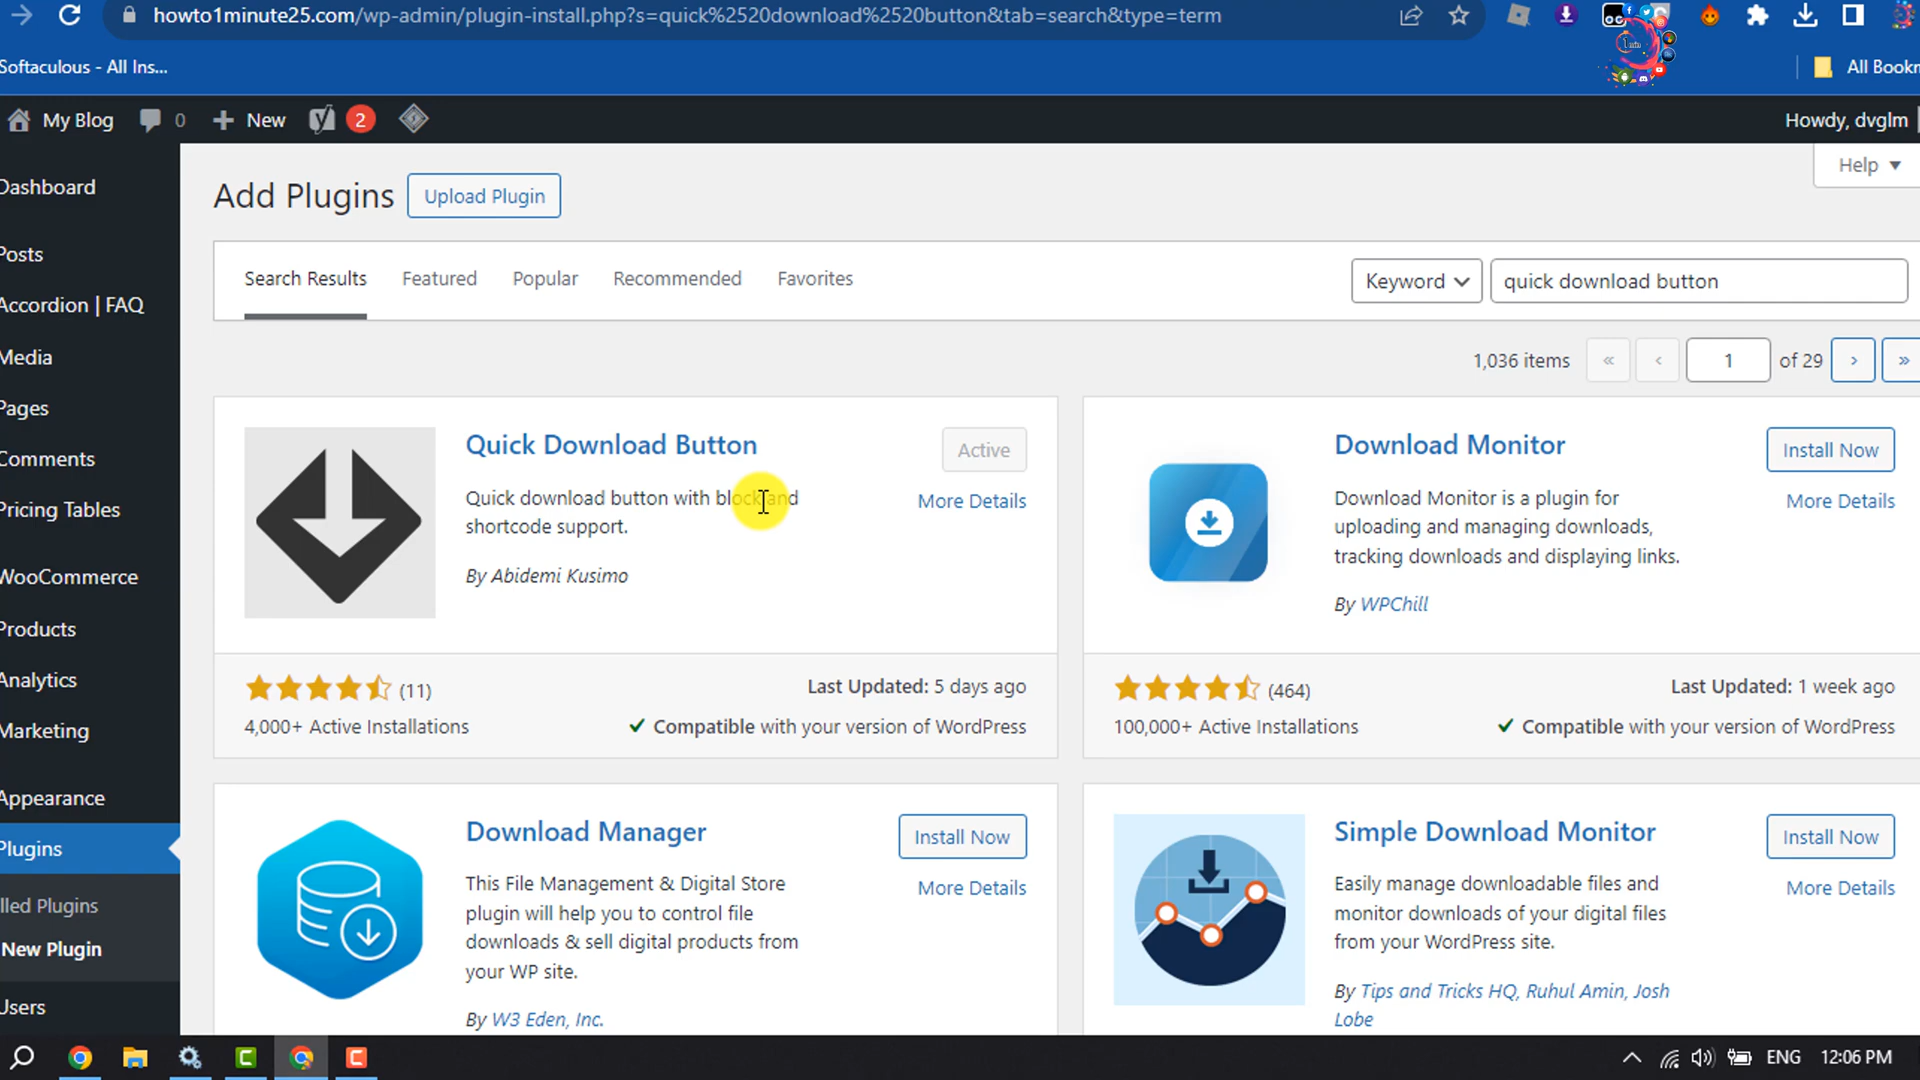 howto1minute25.com/wp-admin/plugin-install.php?s=quick%2520download%2520button&tab=search&type=term
Softaculous - All Ins...
All Bookm
My Blog 0 New 2
Howdy, dvglm
Help
Dashboard
Posts
Accordion | FAQ
Media
Pages
Comments
Pricing Tables
WooCommerce
Products
Analytics
Marketing
Appearance
Plugins
lled Plugins
New Plugin
Users
Add Plugins Upload Plugin
Search Results Featured Popular Recommended Favorites
Keyword quick download button
1,036 items « ‹ 1 of 29 › »
Quick Download Button
Active
More Details
Quick download button with block and
shortcode support.
By Abidemi Kusimo
(11)
4,000+ Active Installations
Last Updated: 5 days ago
Compatible with your version of WordPress
Download Monitor
Install Now
More Details
Download Monitor is a plugin for
uploading and managing downloads,
tracking downloads and displaying links.
By WPChill
(464)
100,000+ Active Installations
Last Updated: 1 week ago
Compatible with your version of WordPress
Download Manager
Install Now
More Details
This File Management & Digital Store
plugin will help you to control file
downloads & sell digital products from
your WP site.
By W3 Eden, Inc.
Simple Download Monitor
Install Now
More Details
Easily manage downloadable files and
monitor downloads of your digital files
from your WordPress site.
By Tips and Tricks HQ, Ruhul Amin, Josh
Lobe
ENG 12:06 PM